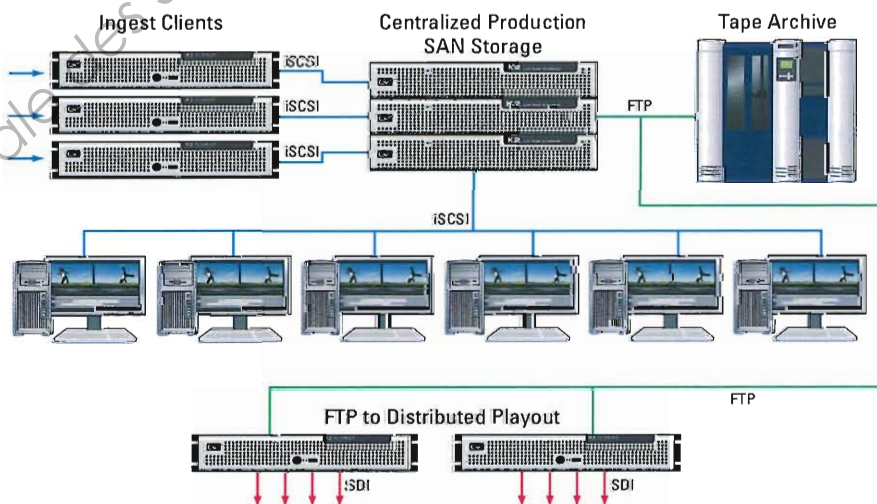 Ingest Clients
Centralized Production
SAN Storage
Tape Archive
iSCSI
iSCSI
iSCSI
FTP
iSCSI
FTP
FTP to Distributed Playout
SDI
SDI